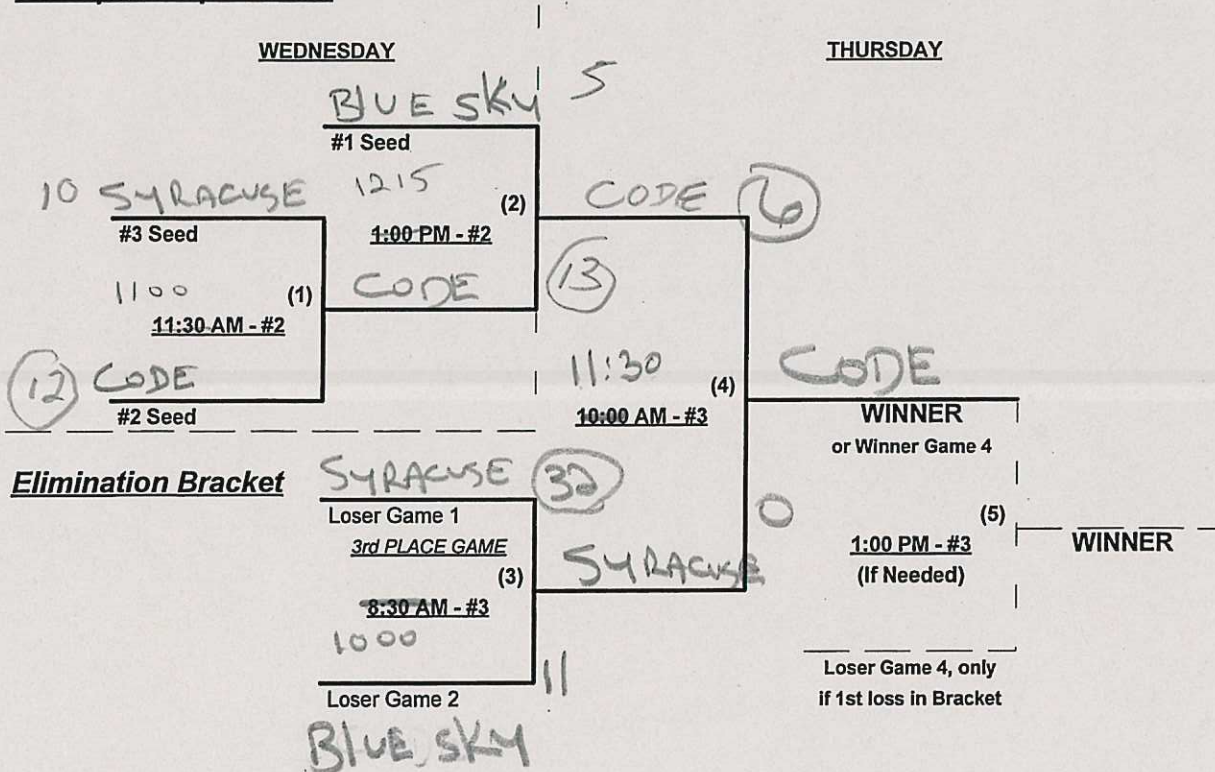 WEDNESDAY
THURSDAY
BLUE SKY 5
#1 Seed
10 SYRACUSE
1215
(2)
CODE 6
#3 Seed
1:00 PM - #2
1100
(1)
CODE
13
11:30 AM - #2
12 CODE
11:30
(4)
CODE
#2 Seed
10:00 AM - #3
WINNER
or Winner Game 4
Elimination Bracket
SYRACUSE 32
Loser Game 1
0
(5)
3rd PLACE GAME
1:00 PM - #3
WINNER
(3)
SYRACUSE
(If Needed)
8:30 AM - #3
1000
11
Loser Game 4, only
Loser Game 2
if 1st loss in Bracket
BLUE SKY